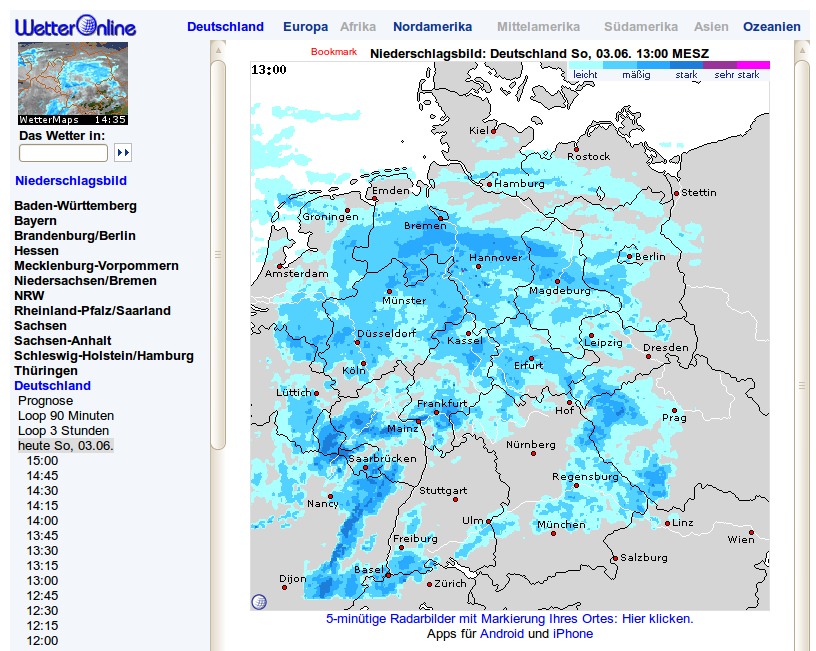 WetterOnline
Deutschland Europa Afrika Nordamerika Mittelamerika Südamerika Asien Ozeanien
WetterMaps 14:35
Das Wetter in:
Niederschlagsbild
Baden-Württemberg
Bayern
Brandenburg/Berlin
Hessen
Mecklenburg-Vorpommern
Niedersachsen/Bremen
NRW
Rheinland-Pfalz/Saarland
Sachsen
Sachsen-Anhalt
Schleswig-Holstein/Hamburg
Thüringen
Deutschland
Prognose
Loop 90 Minuten
Loop 3 Stunden
heute So, 03.06.
15:00
14:45
14:30
14:15
14:00
13:45
13:30
13:15
13:00
12:45
12:30
12:15
12:00
Bookmark
Niederschlagsbild: Deutschland So, 03.06. 13:00 MESZ
13:00
leicht mäßig stark sehr stark
Kiel
Rostock
Hamburg
Stettin
Emden
Groningen
Bremen
Hannover
Berlin
Amsterdam
Münster
Magdeburg
Düsseldorf
Kassel
Leipzig
Dresden
Köln
Erfurt
Lüttich
Frankfurt
Hof
Prag
Mainz
Nürnberg
Saarbrücken
Regensburg
Nancy
Stuttgart
Ulm
München
Linz
Wien
Freiburg
Salzburg
Basel
Dijon
Zürich
5-minütige Radarbilder mit Markierung Ihres Ortes: Hier klicken.
Apps für Android und iPhone